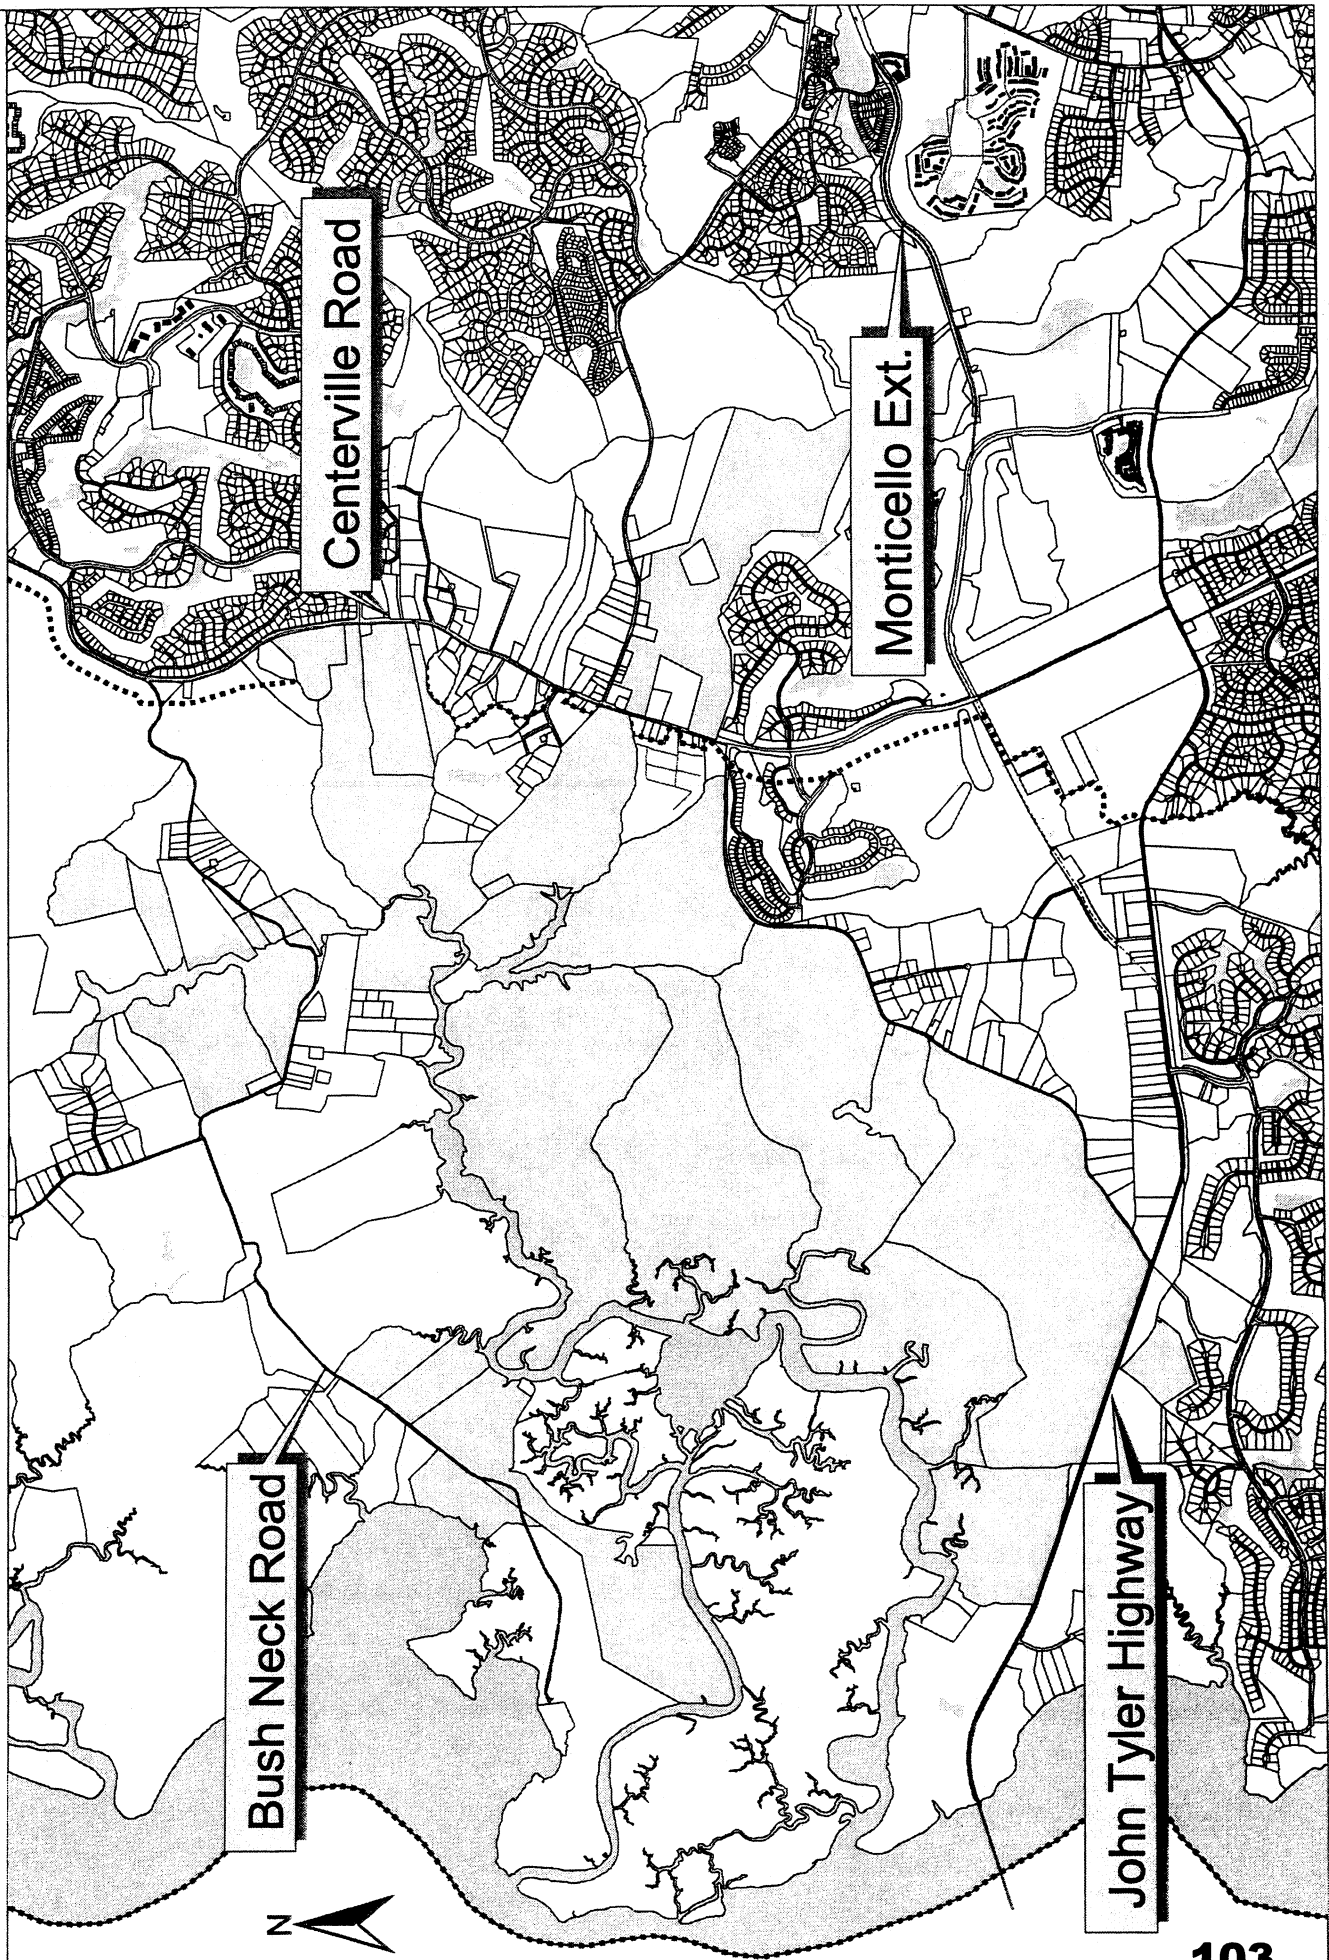 Centerville Road
Monticello Ext.
Bush Neck Road
John Tyler Highway
N
103